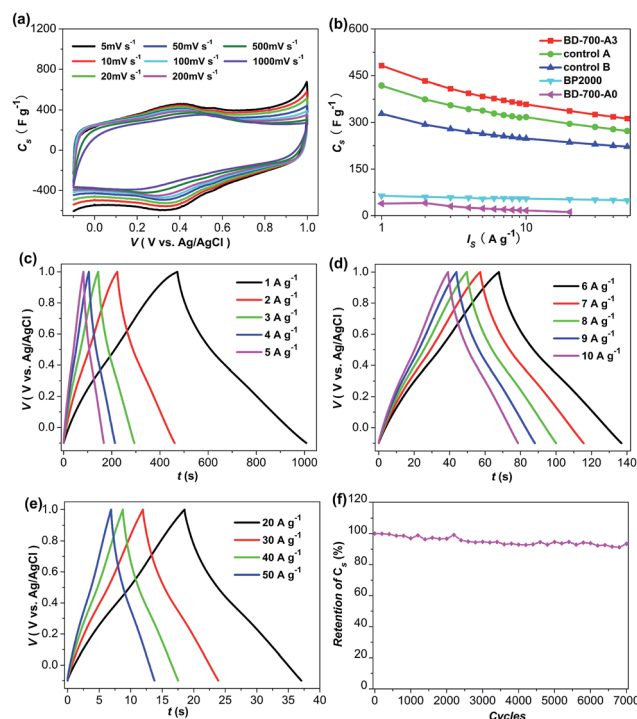 (a)
5mV s⁻¹ 50mV s⁻¹ 500mV s⁻¹
10mV s⁻¹ 100mV s⁻¹ 1000mV s⁻¹
20mV s⁻¹ 200mV s⁻¹
1200
800
400
0
-400
Cs ( F g⁻¹)
0.0 0.2 0.4 0.6 0.8 1.0
V ( V vs. Ag/AgCl)
(b)
BD-700-A3
control A
control B
BP2000
BD-700-A0
600
450
300
150
0
Cs ( F g⁻¹)
1 10
Is ( A g⁻¹)
(c)
1 A g⁻¹
2 A g⁻¹
3 A g⁻¹
4 A g⁻¹
5 A g⁻¹
1.0
0.8
0.6
0.4
0.2
0.0
V ( V vs. Ag/AgCl)
0 200 400 600 800 1000
t (s)
(d)
6 A g⁻¹
7 A g⁻¹
8 A g⁻¹
9 A g⁻¹
10 A g⁻¹
1.0
0.8
0.6
0.4
0.2
0.0
V ( V vs. Ag/AgCl)
0 20 40 60 80 100 120 140
t (s)
(e)
20 A g⁻¹
30 A g⁻¹
40 A g⁻¹
50 A g⁻¹
1.0
0.8
0.6
0.4
0.2
0.0
V ( V vs. Ag/AgCl)
0 5 10 15 20 25 30 35 40
t (s)
(f)
120
100
80
60
40
20
0
Retention of Cs (%)
0 1000 2000 3000 4000 5000 6000 7000
Cycles